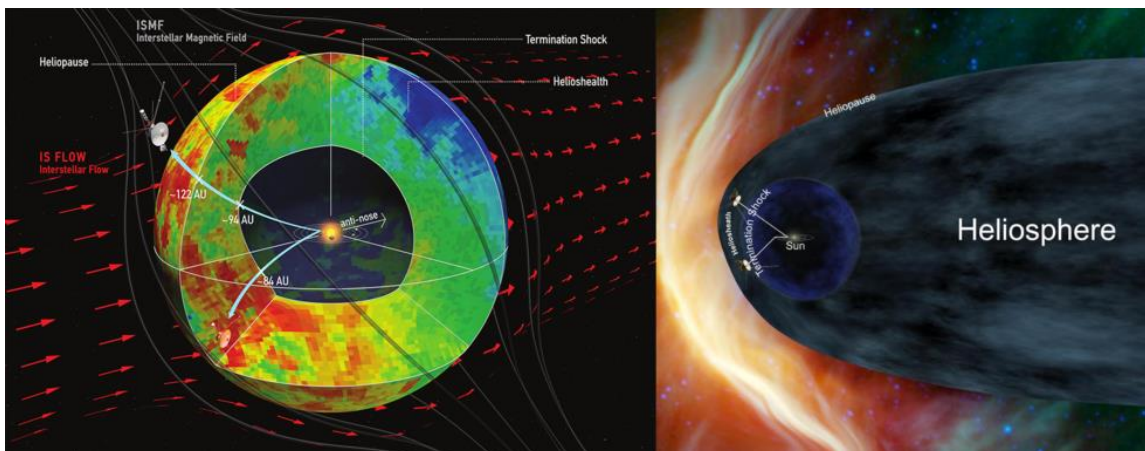 ISMF
Interstellar Magnetic Field
Termination Shock
Heliopause
Helioshealth
IS FLOW
Interstellar Flow
~122 AU
~94 AU
anti-nose
~84 AU
Heliopause
Heliosheath
Termination Shock
Sun
Heliosphere